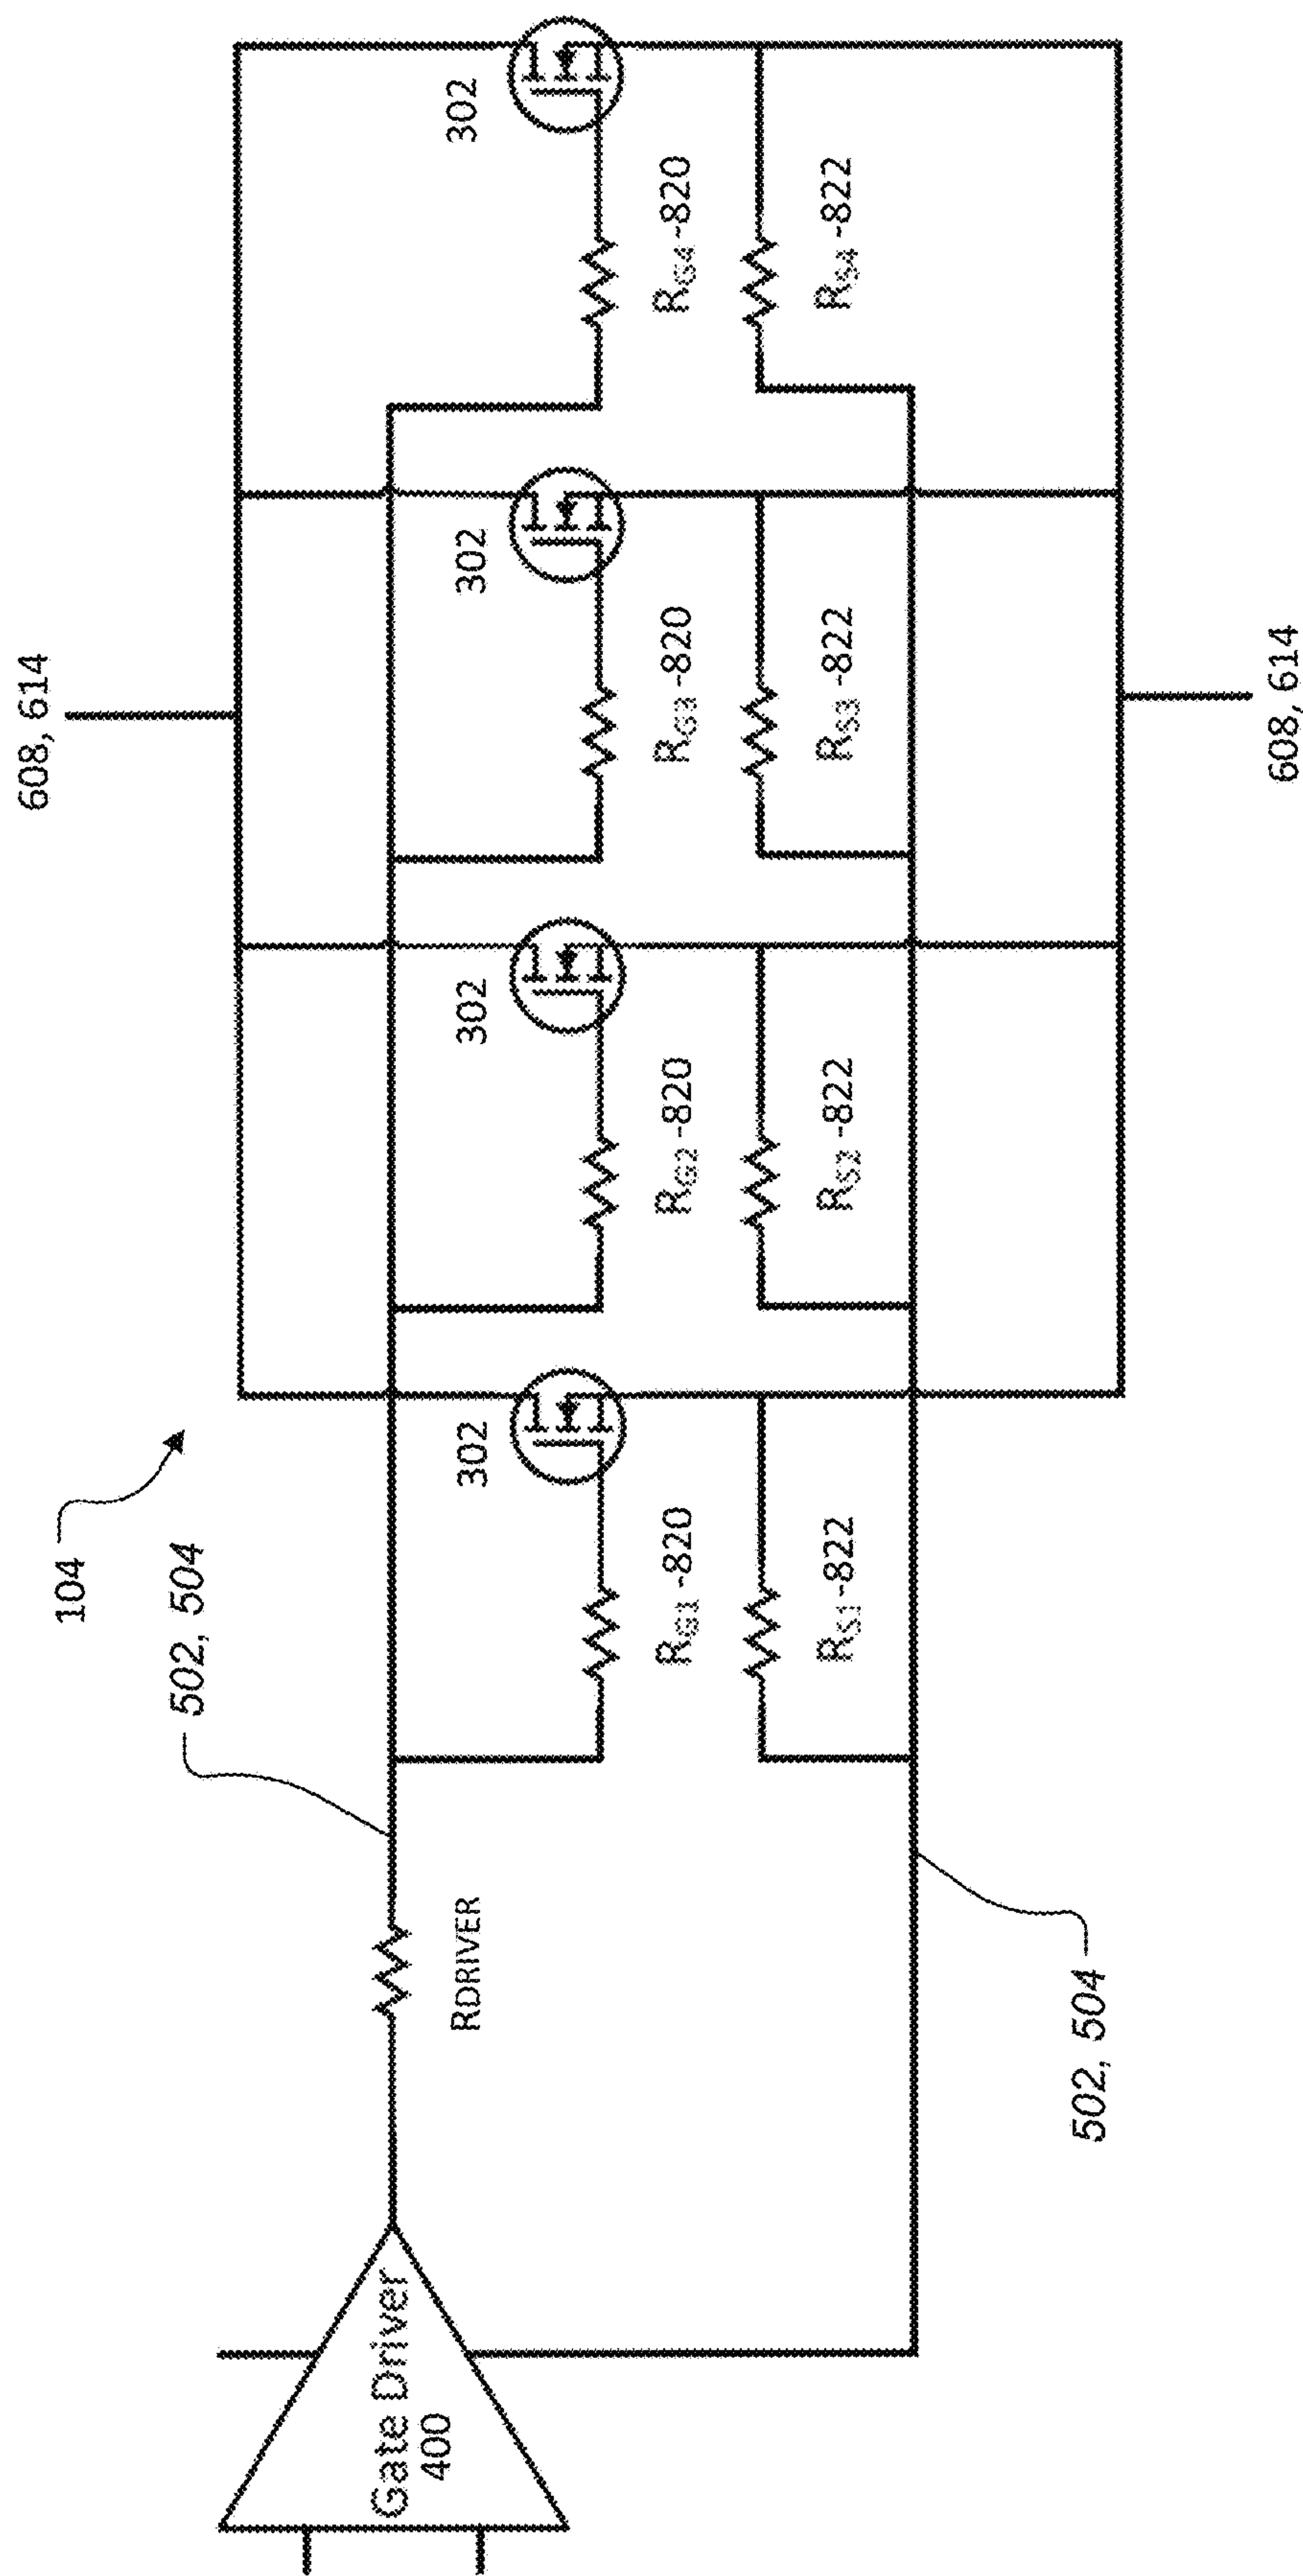 608, 614
104
502, 504
Gate Driver
400
RDRIVER
302
302
302
302
RG1 -820
RG2 -820
RG3 -820
RG4 -820
RS1 -822
RS2 -822
RS3 -822
RS4 -822
502, 504
608, 614